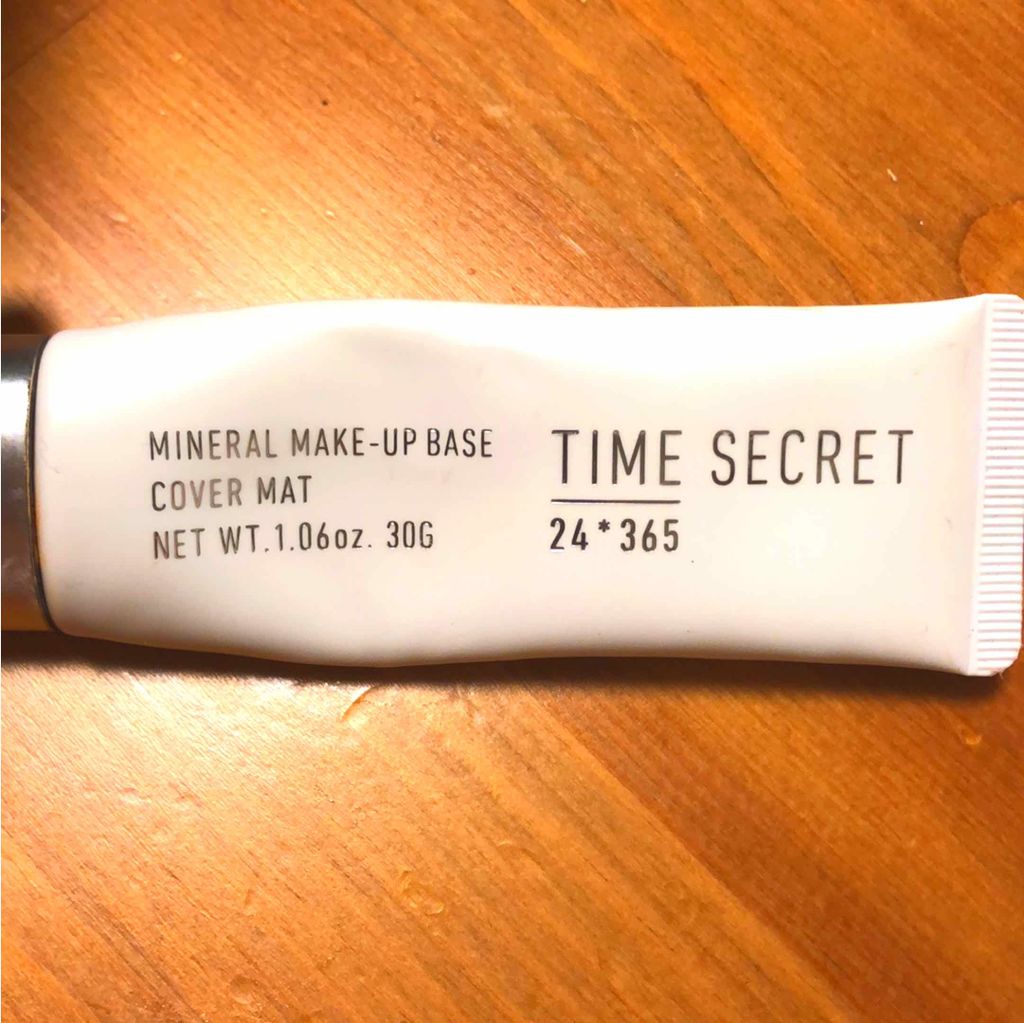 MINERAL MAKE-UP BASE
COVER MAT
NET WT.1.06oz. 30G
TIME SECRET
24*365